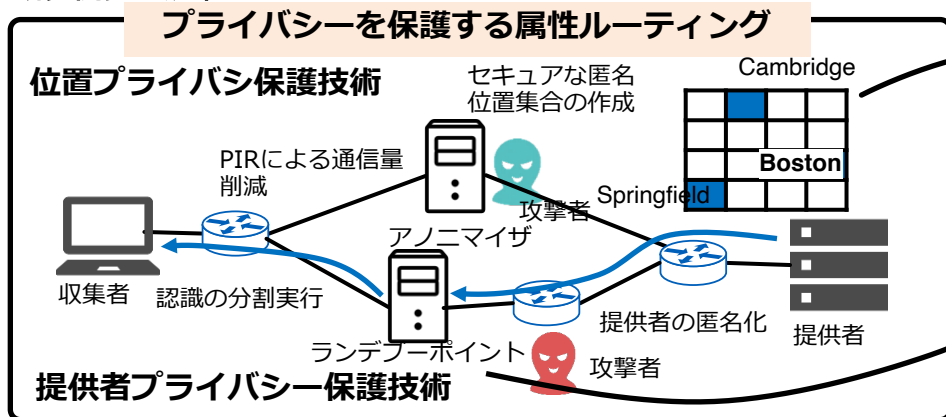 プライバシーを保護する属性ルーティング
位置プライバシ保護技術
セキュアな匿名
位置集合の作成
Cambridge
Boston
Springfield
PIRによる通信量
削減
攻撃者
アノニマイザ
収集者
認識の分割実行
提供者の匿名化
提供者
ランデブーポイント
攻撃者
提供者プライバシー保護技術